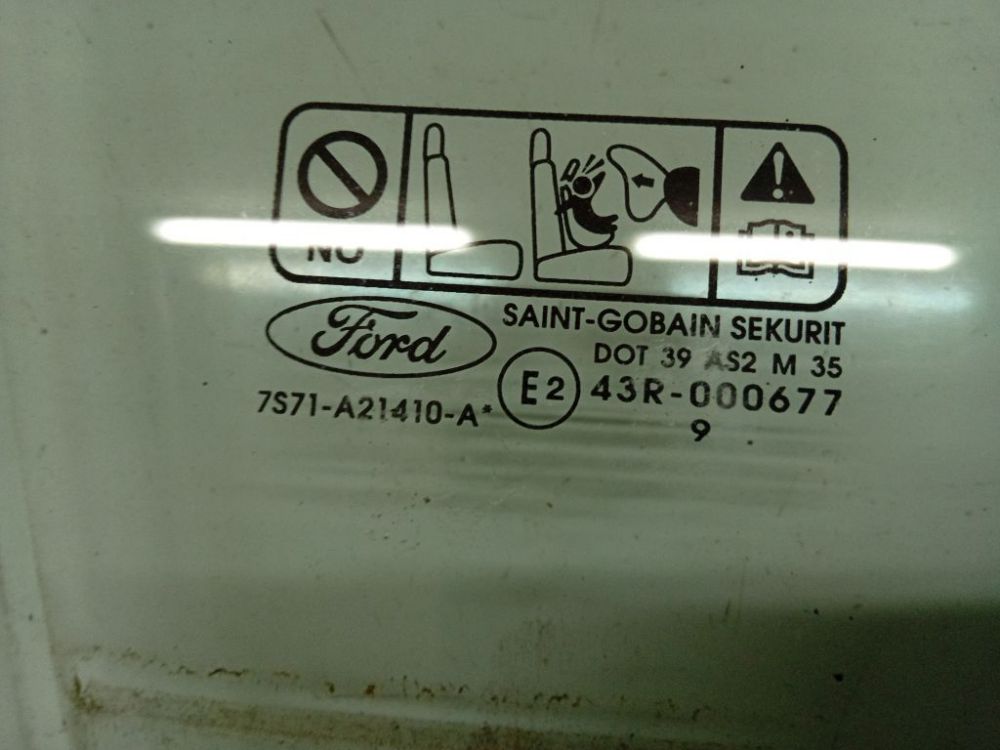 NO
Ford
SAINT-GOBAIN SEKURIT
DOT 39 AS2 M 35
E2 43R-000677
7S71-A21410-A*
9 .